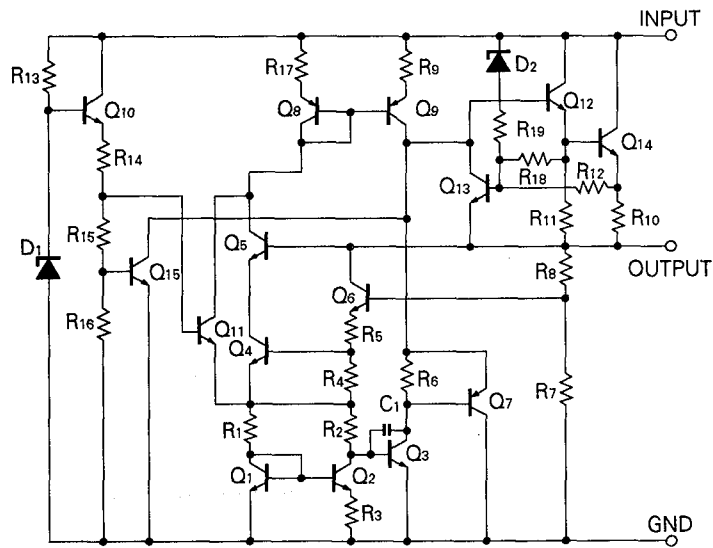 INPUT
R13
R17
R9
D2
Q10
Q8
Q9
Q12
R19
Q14
R14
R18
R12
Q13
R15
R11
R10
D1
Q15
Q5
OUTPUT
R8
Q6
R16
Q11
R5
Q4
R4
R6
Q7
R7
C1
R1
R2
Q3
Q1
Q2
R3
GND